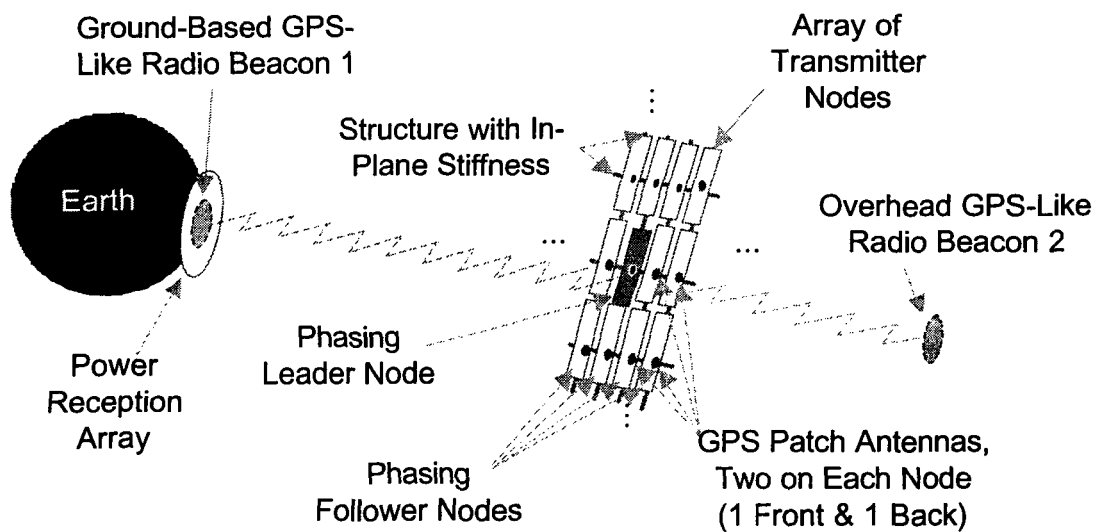 Ground-Based GPS-
Like Radio Beacon 1
Array of
Transmitter
Nodes
Structure with In-
Plane Stiffness
Earth
Overhead GPS-Like
Radio Beacon 2
...
...
Phasing
Leader Node
Power
Reception
Array
Phasing
Follower Nodes
GPS Patch Antennas,
Two on Each Node
(1 Front & 1 Back)